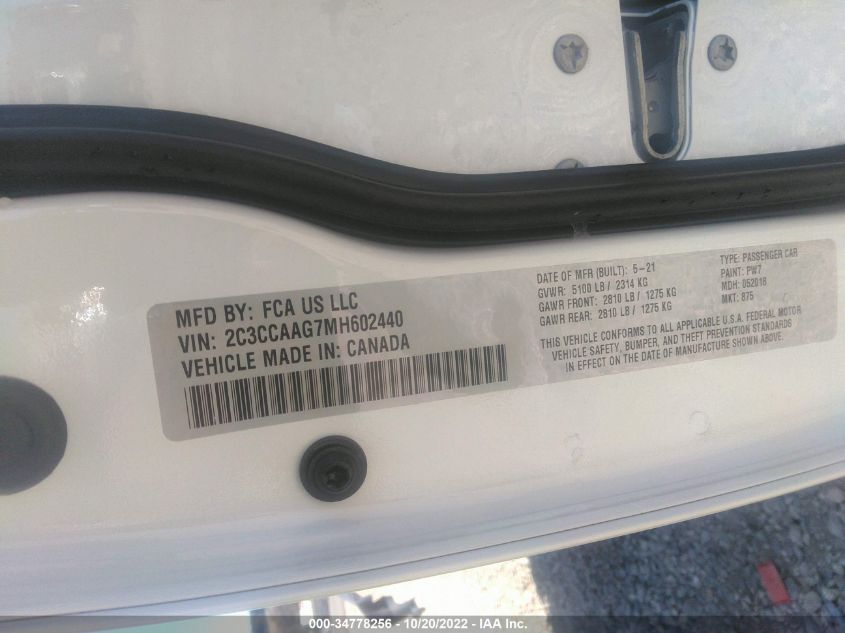 MFD BY: FCA US LLC
VIN: 2C3CCAAG7MH602440
VEHICLE MADE IN: CANADA
DATE OF MFR (BUILT): 5-21
GVWR: 5100 LB / 2314 KG
GAWR FRONT: 2810 LB / 1275 KG
GAWR REAR: 2810 LB / 1275 KG
TYPE: PASSENGER CAR
PAINT: PW7
MDH: 052018
MKT: 875
THIS VEHICLE CONFORMS TO ALL APPLICABLE U.S.A. FEDERAL MOTOR
VEHICLE SAFETY, BUMPER, AND THEFT PREVENTION STANDARDS
IN EFFECT ON THE DATE OF MANUFACTURE SHOWN ABOVE.
000-34778256 - 10/20/2022 - IAA Inc.